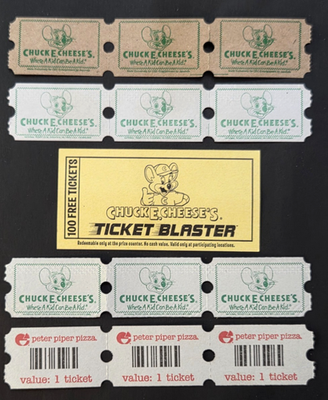 CHUCK E. CHEESE'S. CHUCK E. CHEESE'S. CHUCK E. CHEESE'S.
Where A Kid Can Be A Kid.® Where A Kid Can Be A Kid.® Where A Kid Can Be A Kid.®
CHUCK E. CHEESE'S. CHUCK E. CHEESE'S. CHUCK E. CHEESE'S.
Where A Kid Can Be A Kid.® Where A Kid Can Be A Kid.® Where A Kid Can Be A Kid.®
100 FREE TICKETS
CHUCK E. CHEESE'S.
TICKET BLASTER
Redeemable only at the prize counter. No cash value. Valid only at participating locations.
CHUCK E. CHEESE'S. CHUCK E. CHEESE'S. CHUCK E. CHEESE'S.
Where A Kid Can Be A Kid.® Where A Kid Can Be A Kid.® Where A Kid Can Be A Kid.®
peter piper pizza. peter piper pizza. peter piper pizza.
value: 1 ticket value: 1 ticket value: 1 ticket